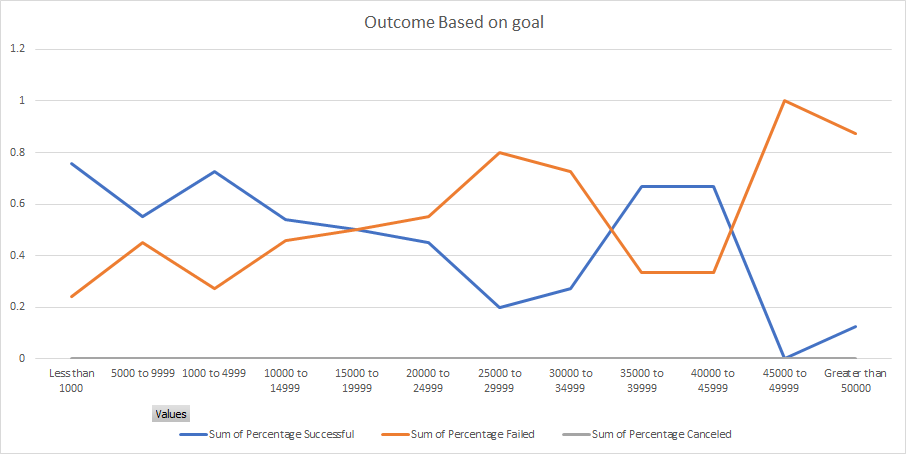 Outcome Based on goal
1.2
1
0.8
0.6
0.4
0.2
0
Less than
1000
5000 to 9999
1000 to 4999
10000 to
14999
15000 to
19999
20000 to
24999
25000 to
29999
30000 to
34999
35000 to
39999
40000 to
45999
45000 to
49999
Greater than
50000
Values
Sum of Percentage Successful
Sum of Percentage Failed
Sum of Percentage Canceled